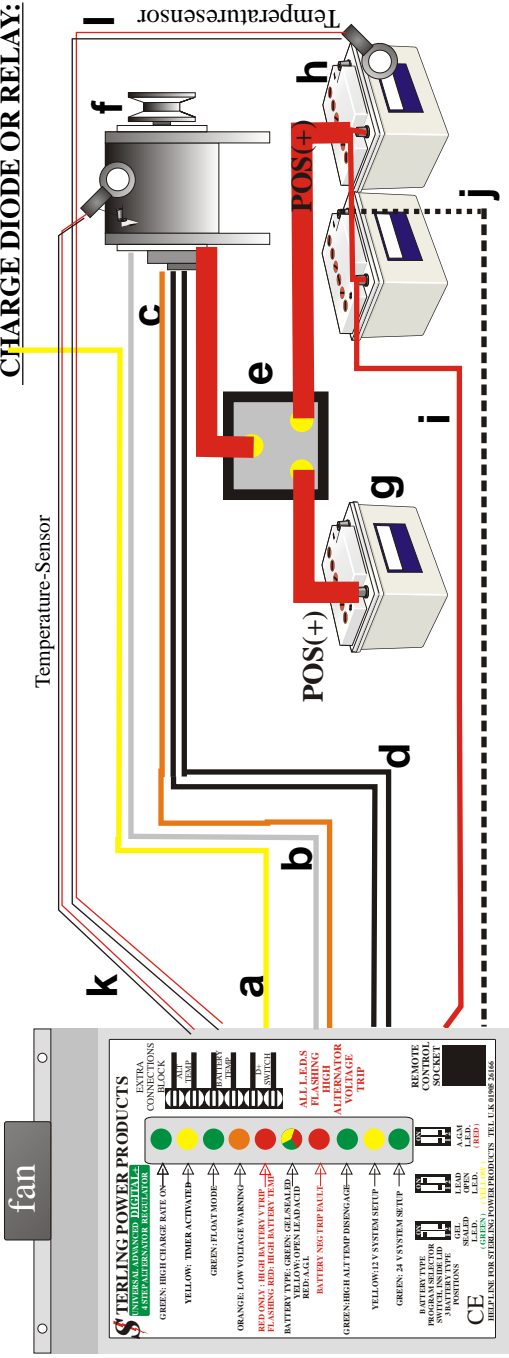 CHARGE DIODE OR RELAY:
l
Temperaturesensor
f
h
POS(+)
j
c
e
i
g
POS(+)
Temperature-Sensor
d
b
a
k
fan
STERLING POWER PRODUCTS
UNIVERSAL ADVANCED DIGITAL+
4 STEP ALTERNATOR REGULATOR
GREEN: HIGH CHARGE RATE ON
YELLOW: TIMER ACTIVATED
GREEN: FLOAT MODE
ORANGE: LOW VOLTAGE WARNING
RED ONLY : HIGH BATTERY V TRIP
FLASHING RED: HIGH BATTERY TEMP
BATTERY TYPE: GREEN: GEL/SEALED
YELLOW: OPEN LEAD ACID
RED: AG1.
BATTERY NEG TRIP FAULT
GREEN: HIGH ALT TEMP DISENGAGE
YELLOW:12 V SYSTEM SETUP
GREEN: 24 V SYSTEM SETUP
EXTRA
CONNECTIONS
BLOCK
ALT
TEMP
BATTERY
TEMP
D+
SWITCH
ALL L.E.D.S
FLASHING
HIGH
ALTERNATOR
VOLTAGE
TRIP
REMOTE
CONTROL
SOCKET
BATTERY TYPE
PROGRAM SELECTOR
SWITCH INSIDE LID
3 BATTERY TYPE
POSITIONS
ON
GEL
SEALED
L.E.D.
(GREEN)
ON
LEAD
OPEN
L.E.D.
(YELLOW)
ON
A.G.M
L.E.D.
(RED)
CE
HELP LINE FOR STERLING POWER PRODUCTS TEL U.K 01905 26166